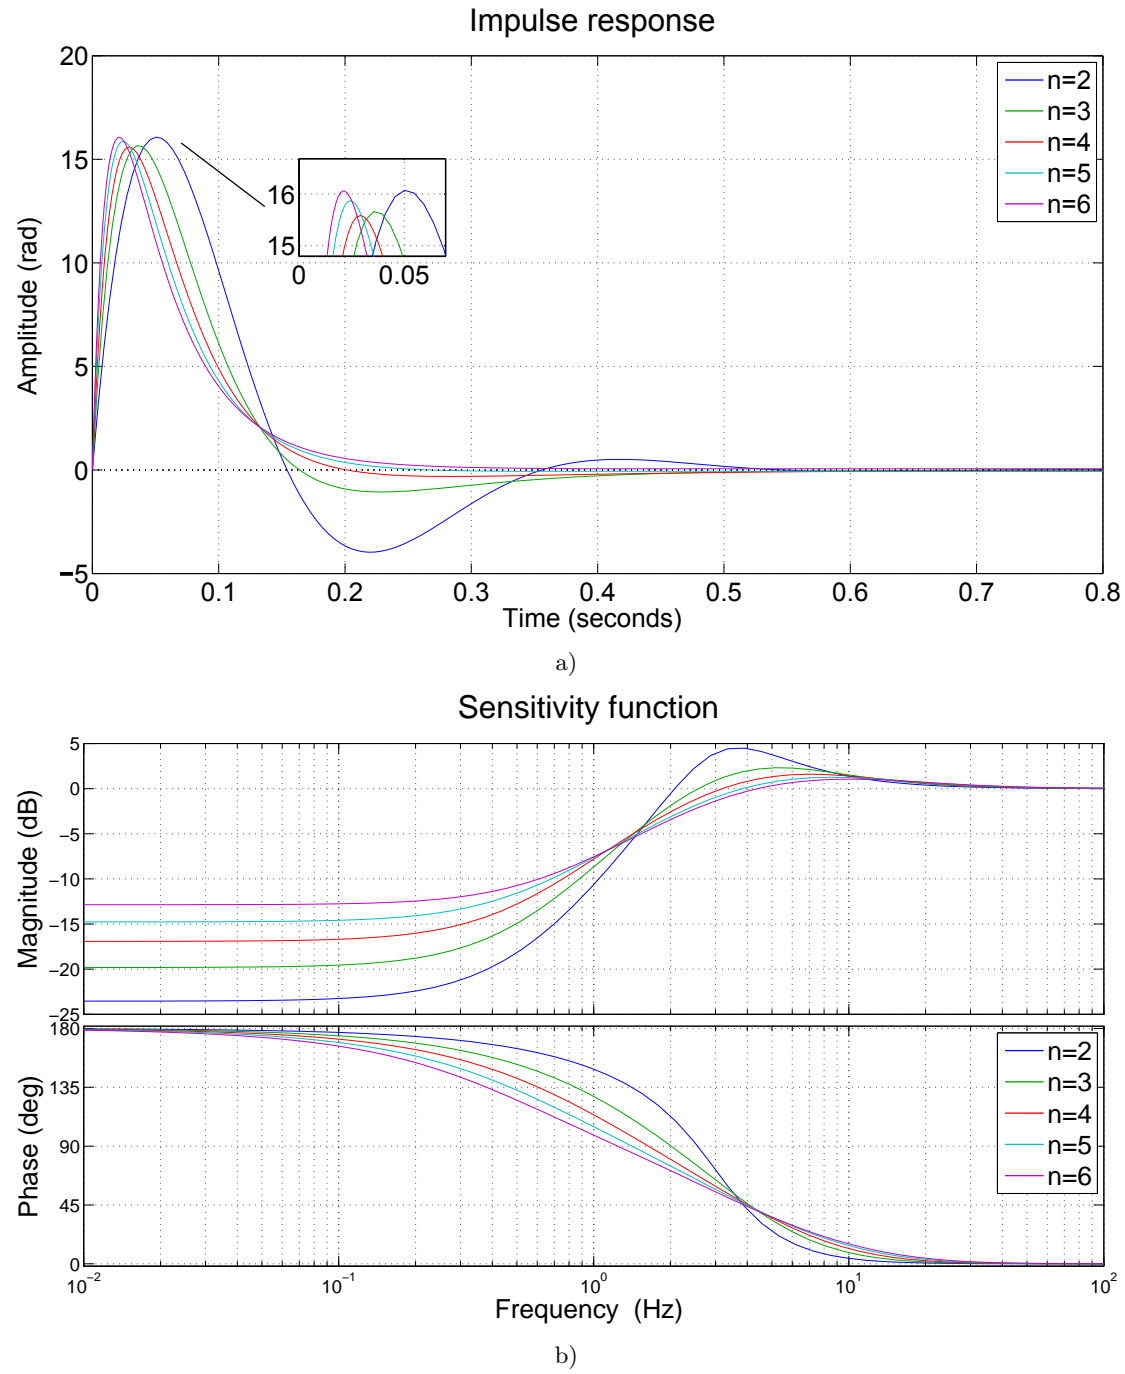 Impulse response
20
15
10
5
0
−5
Amplitude (rad)
n=2
n=3
n=4
n=5
n=6
16
15
0 0.05
0 0.1 0.2 0.3 0.4 0.5 0.6 0.7 0.8
Time (seconds)
a)
Sensitivity function
5
0
−5
−10
−15
−20
−25
Magnitude (dB)
180
135
90
45
0
Phase (deg)
n=2
n=3
n=4
n=5
n=6
10⁻² 10⁻¹ 10⁰ 10¹ 10²
Frequency (Hz)
b)